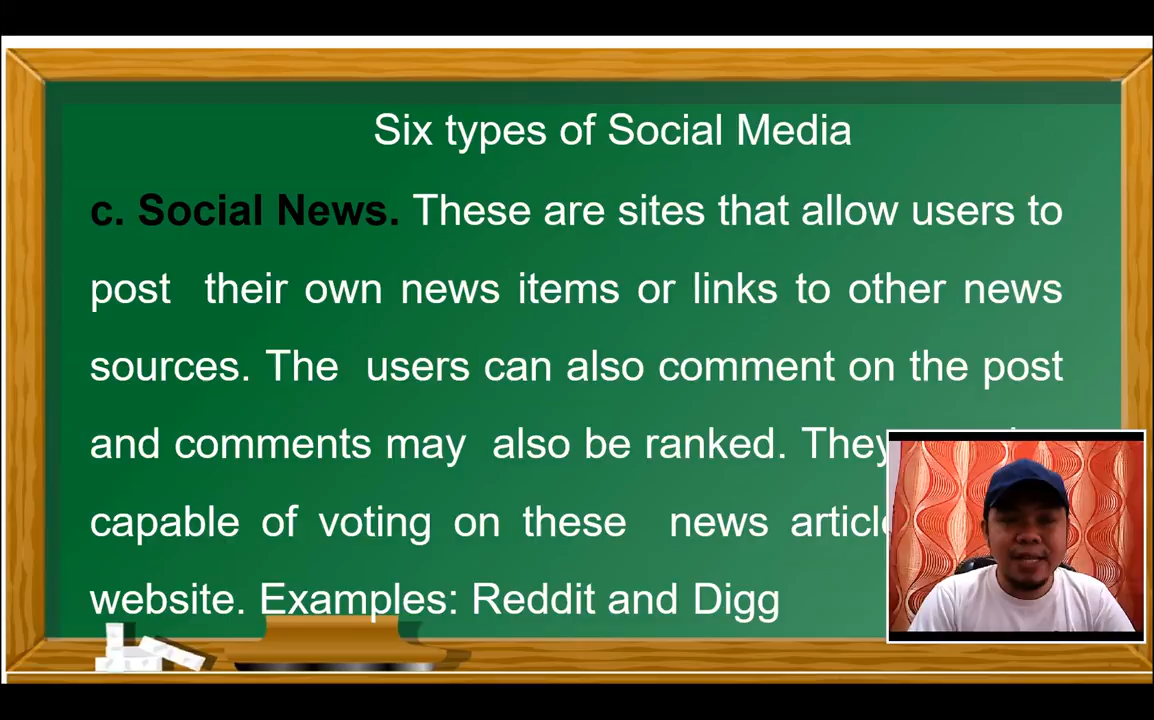 Six types of Social Media
c. Social News. These are sites that allow users to
post their own news items or links to other news
sources. The users can also comment on the post
and comments may also be ranked. They
capable of voting on these news
website. Examples: Reddit and Digg